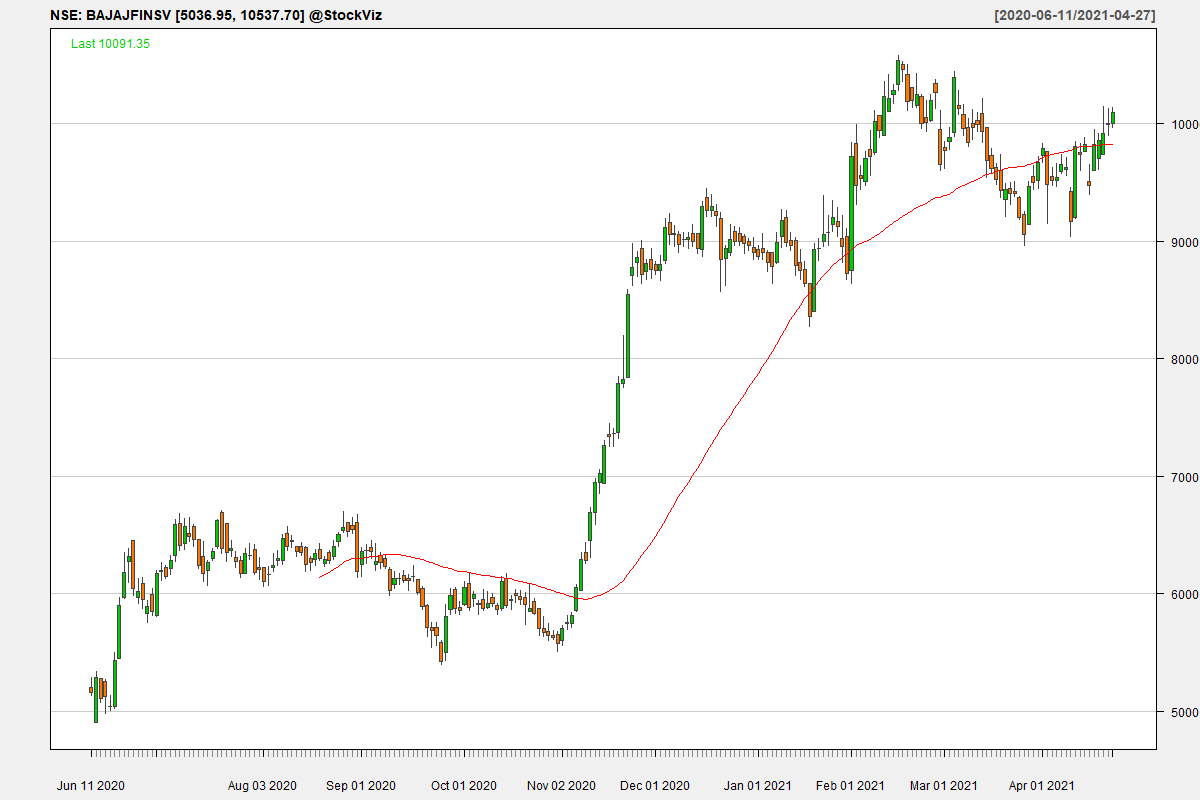 NSE: BAJAJFINSV [5036.95, 10537.70] @StockViz [2020-06-11/2021-04-27]
Last 10091.35
1000
9000
8000
7000
6000
5000
Jun 11 2020 Aug 03 2020 Sep 01 2020 Oct 01 2020 Nov 02 2020 Dec 01 2020 Jan 01 2021 Feb 01 2021 Mar 01 2021 Apr 01 2021